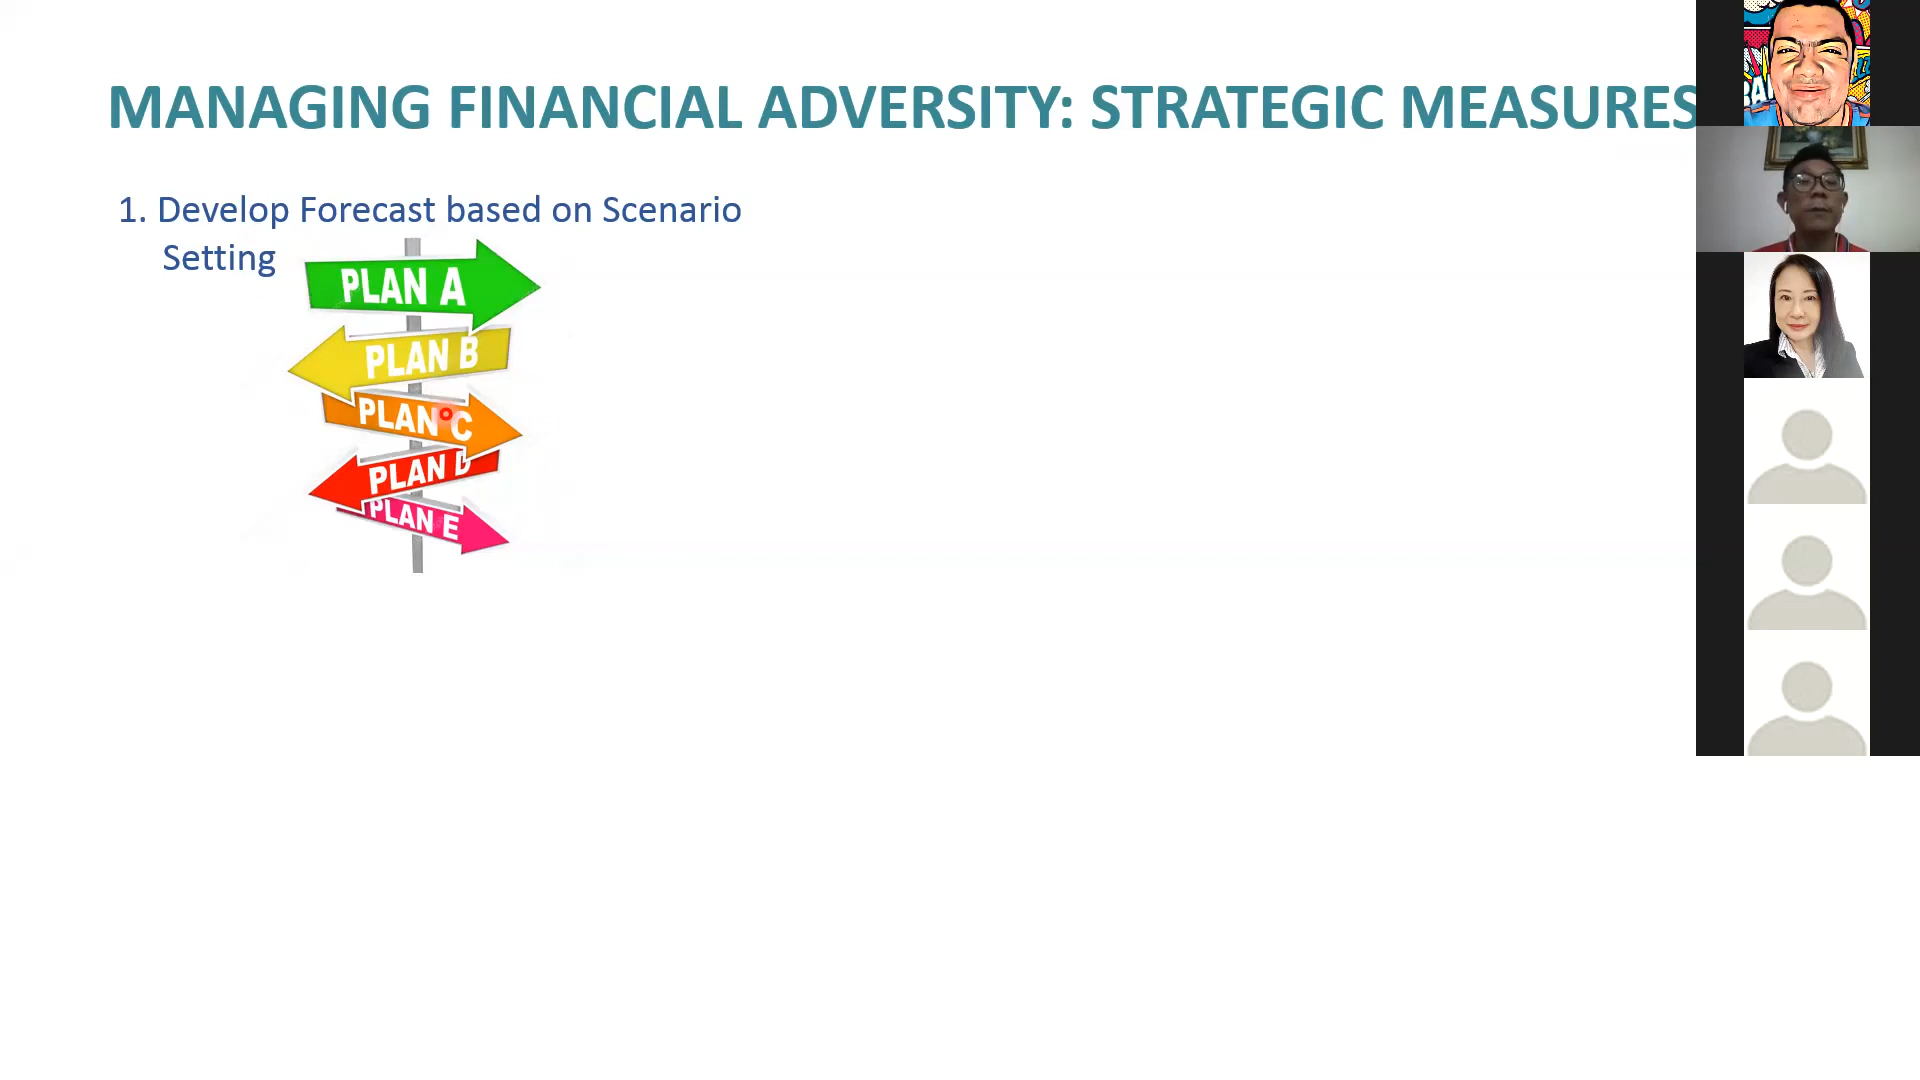 MANAGING FINANCIAL ADVERSITY: STRATEGIC MEASURES
1. Develop Forecast based on Scenario
Setting
PLAN A
PLAN B
PLAN C
PLAN D
PLAN E